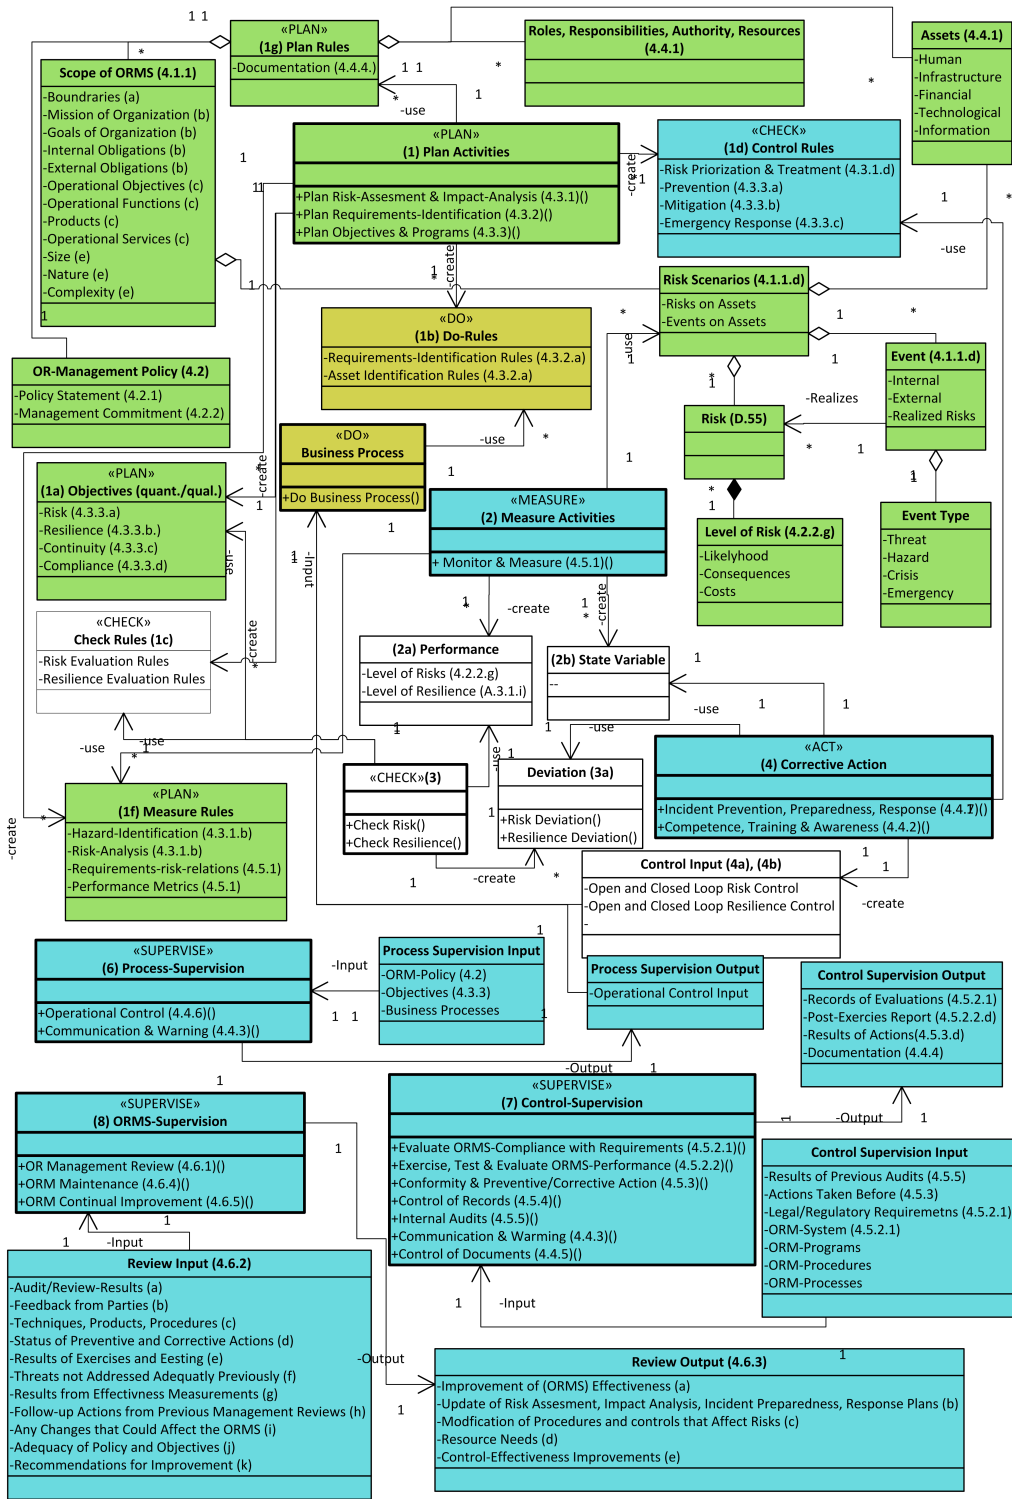 «PLAN»
(1g) Plan Rules
-Documentation (4.4.4.)
Roles, Responsibilities, Authority, Resources
(4.4.1)
Assets (4.4.1)
-Human
-Infrastructure
-Financial
-Technological
-Information
Scope of ORMS (4.1.1)
-Boundaries (a)
-Mission of Organization (b)
-Goals of Organization (b)
-Internal Obligations (b)
-External Obligations (b)
-Operational Objectives (c)
-Operational Functions (c)
-Products (c)
-Operational Services (c)
-Size (e)
-Nature (e)
-Complexity (e)
-use
«PLAN»
(1) Plan Activities
+Plan Risk-Assesment & Impact-Analysis (4.3.1)()
+Plan Requirements-Identification (4.3.2)()
+Plan Objectives & Programs (4.3.3)()
-create
«CHECK»
(1d) Control Rules
-Risk Priorization & Treatment (4.3.1.d)
-Prevention (4.3.3.a)
-Mitigation (4.3.3.b)
-Emergency Response (4.3.3.c)
-use
-create
Risk Scenarios (4.1.1.d)
-Risks on Assets
-Events on Assets
«DO»
(1b) Do-Rules
-Requirements-Identification Rules (4.3.2.a)
-Asset Identification Rules (4.3.2.a)
-use
OR-Management Policy (4.2)
-Policy Statement (4.2.1)
-Management Commitment (4.2.2)
Event (4.1.1.d)
-Internal
-External
-Realized Risks
-Realizes
Risk (D.55)
«DO»
Business Process
+Do Business Process()
-use
«PLAN»
(1a) Objectives (quant./qual.)
-Risk (4.3.3.a)
-Resilience (4.3.3.b.)
-Continuity (4.3.3.c)
-Compliance (4.3.3.d)
-create
-use
-Input
«MEASURE»
(2) Measure Activities
+ Monitor & Measure (4.5.1)()
Level of Risk (4.2.2.g)
-Likelyhood
-Consequences
-Costs
Event Type
-Threat
-Hazard
-Crisis
-Emergency
«CHECK»
Check Rules (1c)
-Risk Evaluation Rules
-Resilience Evaluation Rules
-create
-create
-create
(2a) Performance
-Level of Risks (4.2.2.g)
-Level of Resilience (A.3.1.i)
(2b) State Variable
--
-use
-use
-use
-use
-use
«CHECK»(3)
+Check Risk()
+Check Resilience()
Deviation (3a)
+Risk Deviation()
+Resilience Deviation()
«ACT»
(4) Corrective Action
+Incident Prevention, Preparedness, Response (4.4.7)()
+Competence, Training & Awareness (4.4.2)()
«PLAN»
(1f) Measure Rules
-Hazard-Identification (4.3.1.b)
-Risk-Analysis (4.3.1.b)
-Requirements-risk-relations (4.5.1)
-Performance Metrics (4.5.1)
-create
-create
Control Input (4a), (4b)
-Open and Closed Loop Risk Control
-Open and Closed Loop Resilience Control
-
-create
«SUPERVISE»
(6) Process-Supervision
+Operational Control (4.4.6)()
+Communication & Warning (4.4.3)()
-Input
Process Supervision Input
-ORM-Policy (4.2)
-Objectives (4.3.3)
-Business Processes
Process Supervision Output
-Operational Control Input
-Output
Control Supervision Output
-Records of Evaluations (4.5.2.1)
-Post-Exercies Report (4.5.2.2.d)
-Results of Actions(4.5.3.d)
-Documentation (4.4.4)
-Output
«SUPERVISE»
(8) ORMS-Supervision
+OR Management Review (4.6.1)()
+ORM Maintenance (4.6.4)()
+ORM Continual Improvement (4.6.5)()
«SUPERVISE»
(7) Control-Supervision
+Evaluate ORMS-Compliance with Requirements (4.5.2.1)()
+Exercise, Test & Evaluate ORMS-Performance (4.5.2.2)()
+Conformity & Preventive/Corrective Action (4.5.3)()
+Control of Records (4.5.4)()
+Internal Audits (4.5.5)()
+Communication & Warming (4.4.3)()
+Control of Documents (4.4.5)()
Control Supervision Input
-Results of Previous Audits (4.5.5)
-Actions Taken Before (4.5.3)
-Legal/Regulatory Requiremetns (4.5.2.1)
-ORM-System (4.5.2.1)
-ORM-Programs
-ORM-Procedures
-ORM-Processes
-Input
-Input
Review Input (4.6.2)
-Audit/Review-Results (a)
-Feedback from Parties (b)
-Techniques, Products, Procedures (c)
-Status of Preventive and Corrective Actions (d)
-Results of Exercises and Eesting (e)
-Threats not Addressed Adequatly Previously (f)
-Results from Effectivness Measurements (g)
-Follow-up Actions from Previous Management Reviews (h)
-Any Changes that Could Affect the ORMS (i)
-Adequacy of Policy and Objectives (j)
-Recommendations for Improvement (k)
-Output
Review Output (4.6.3)
-Improvement of (ORMS) Effectiveness (a)
-Update of Risk Assesment, Impact Analysis, Incident Preparedness, Response Plans (b)
-Modfication of Procedures and controls that Affect Risks (c)
-Resource Needs (d)
-Control-Effectiveness Improvements (e)